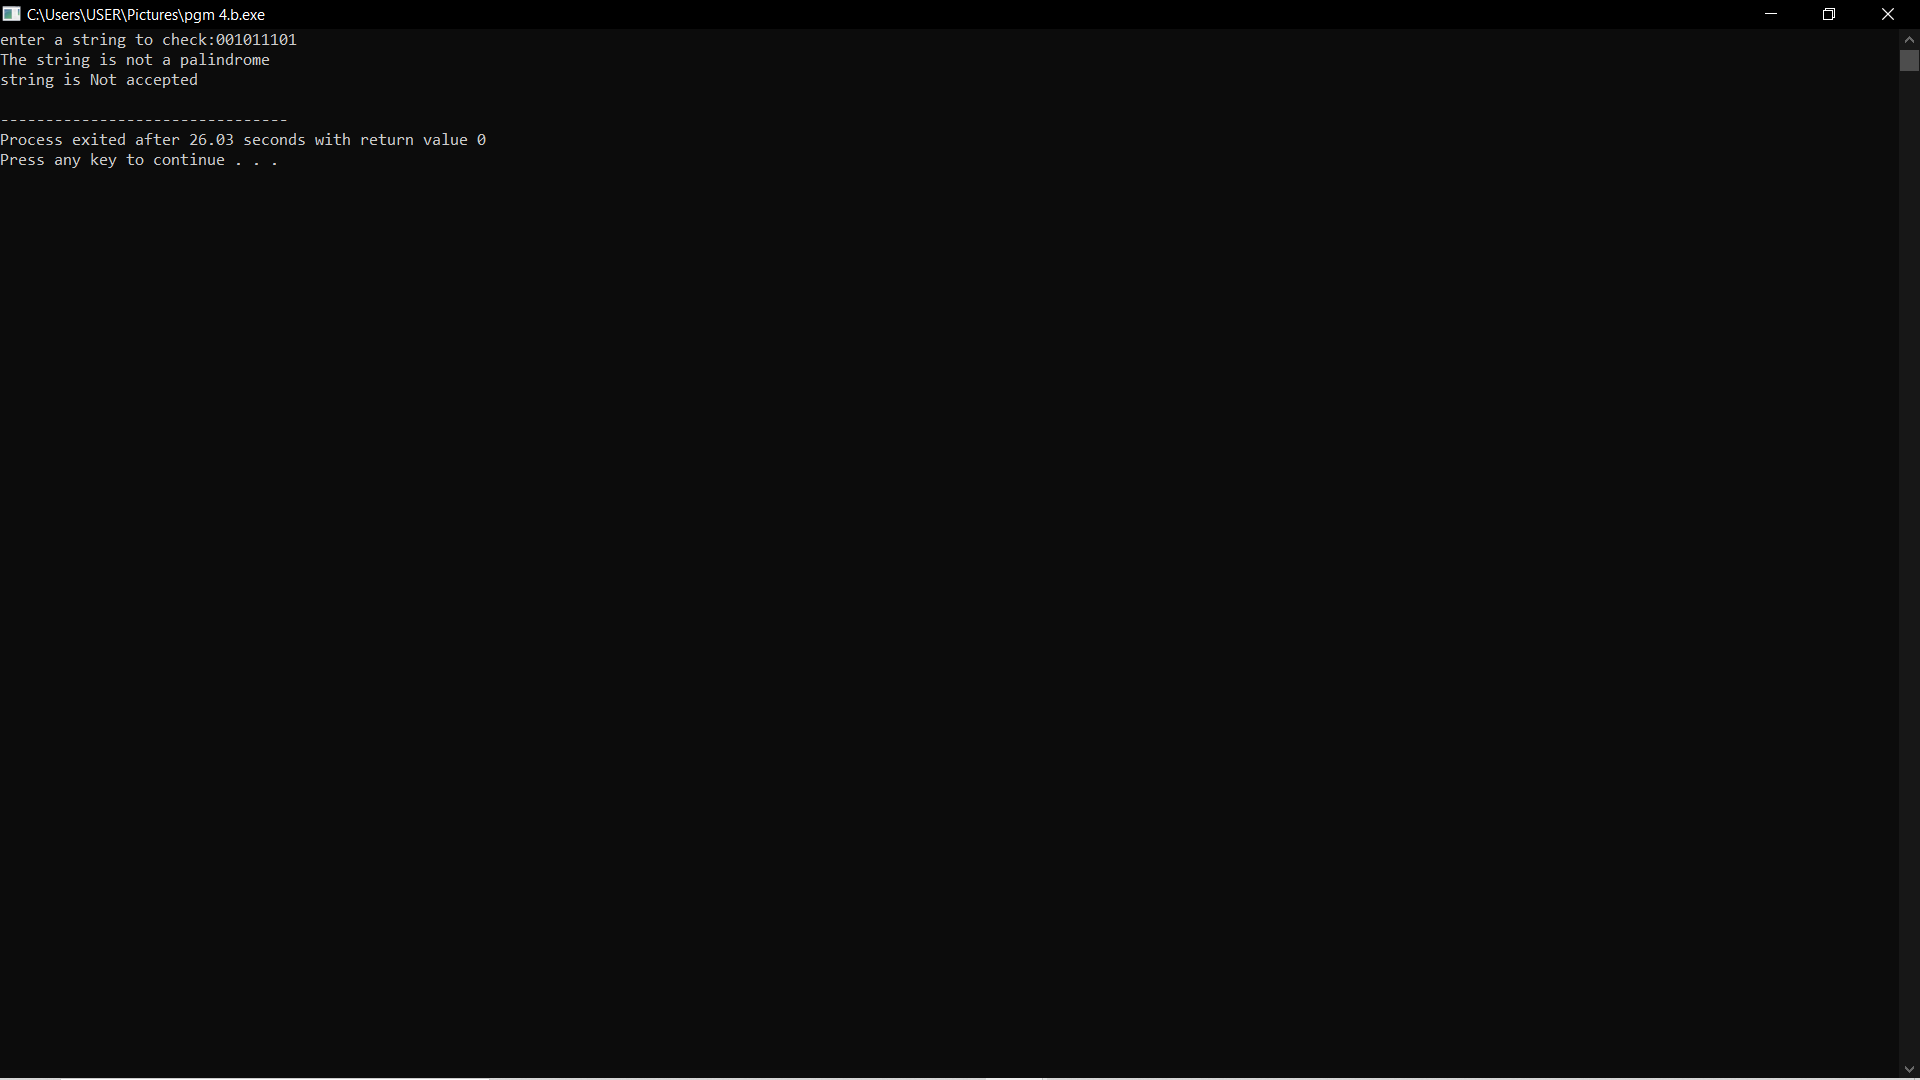 C:\Users\USER\Pictures\pgm 4.b.exe
enter a string to check:001011101
The string is not a palindrome
string is Not accepted
--------------------------------
Process exited after 26.03 seconds with return value 0
Press any key to continue . . .